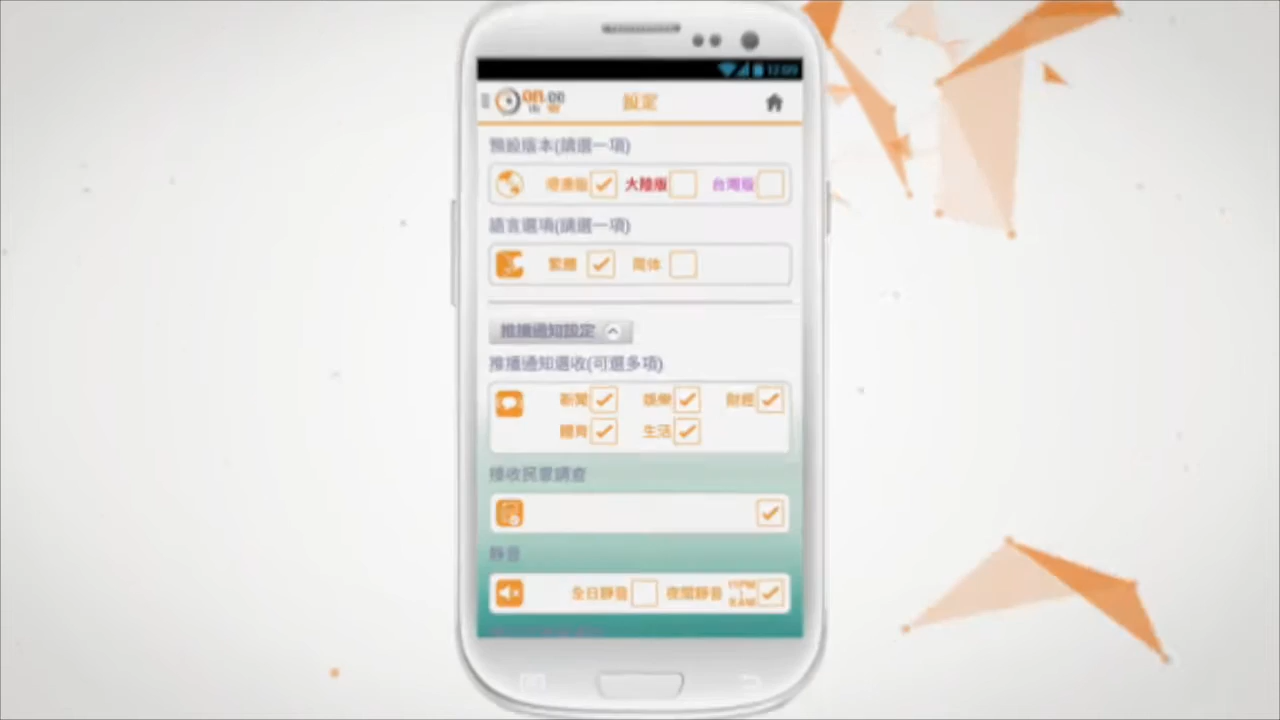 12:00
on.cc
設定
預設版本(請選一項)
港澳版 大陸版 台灣版
語言選項(請選一項)
繁體 简体
推播通知設定
推播通知選收(可選多項)
新聞 娛樂 財經
體育 生活
接收民意調查
靜音
全日靜音 夜間靜音